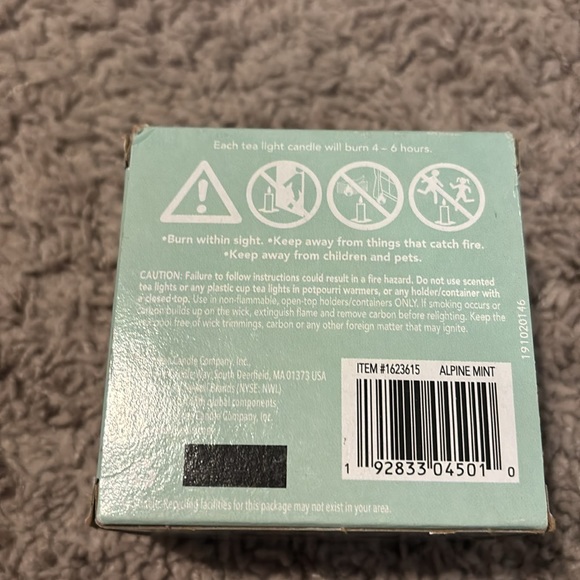 Each tea light candle will burn 4 – 6 hours.
•Burn within sight. •Keep away from things that catch fire.
•Keep away from children and pets.
CAUTION: Failure to follow instructions could result in a fire hazard. Do not use scented
tea lights or any plastic cup tea lights in potpourri warmers, or any holder/container with
a closed top. Use in non-flammable, open-top holders/containers ONLY. If smoking occurs or
carbon builds up on the wick, extinguish flame and remove carbon before relighting. Keep the
free of wick trimmings, carbon or any other foreign matter that may ignite.
191020146
Candle Company, Inc.,
South Deerfield, MA 01373 USA
Brands (NYSE: NWL)
global components
Company, Inc.
ITEM #1623615 ALPINE MINT
1 92833 04501 0
Recycling facilities for this package may not exist in your area.